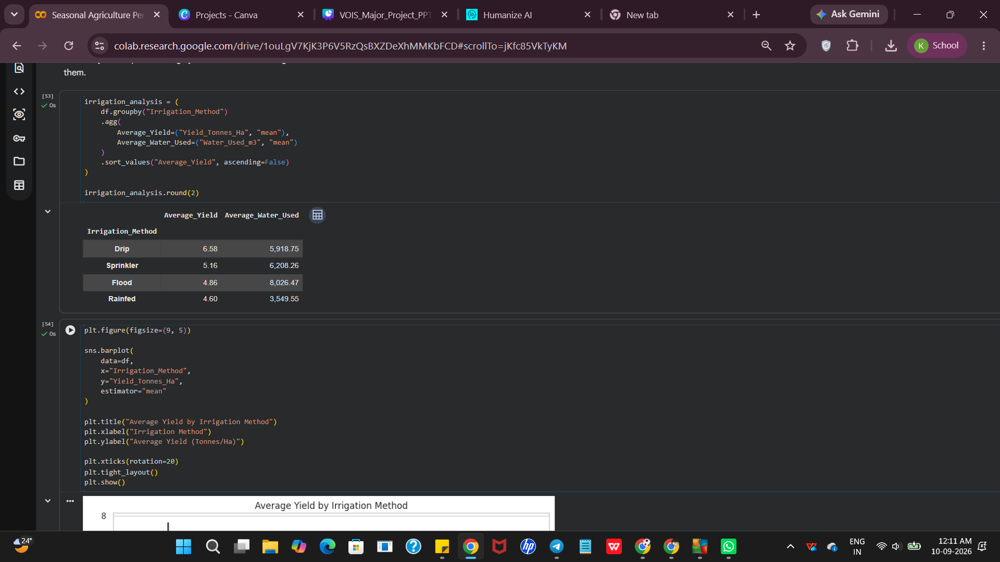 Seasonal Agriculture Per
Projects - Canva
VOIS_Major_Project_PPT
Humanize AI
New tab
Ask Gemini
colab.research.google.com/drive/1ouLgV7KjK3P6V5RzQsBXZDeXhMMKbFCD#scrollTo=jKfc85VkTyKM
K School
them.
[53]
0s
irrigation_analysis = (
df.groupby("Irrigation_Method")
.agg(
Average_Yield=("Yield_Tonnes_Ha", "mean"),
Average_Water_Used=("Water_Used_m3", "mean")
)
.sort_values("Average_Yield", ascending=False)
)
irrigation_analysis.round(2)
Average_Yield Average_Water_Used
Irrigation_Method
Drip 6.58 5,918.75
Sprinkler 5.16 6,208.26
Flood 4.86 8,026.47
Rainfed 4.60 3,549.55
[54]
0s
plt.figure(figsize=(9, 5))
sns.barplot(
data=df,
x="Irrigation_Method",
y="Yield_Tonnes_Ha",
estimator="mean"
)
plt.title("Average Yield by Irrigation Method")
plt.xlabel("Irrigation Method")
plt.ylabel("Average Yield (Tonnes/Ha)")
plt.xticks(rotation=20)
plt.tight_layout()
plt.show()
Average Yield by Irrigation Method
8
24°
hp
W
ENG
IN
12:11 AM
10-09-2026